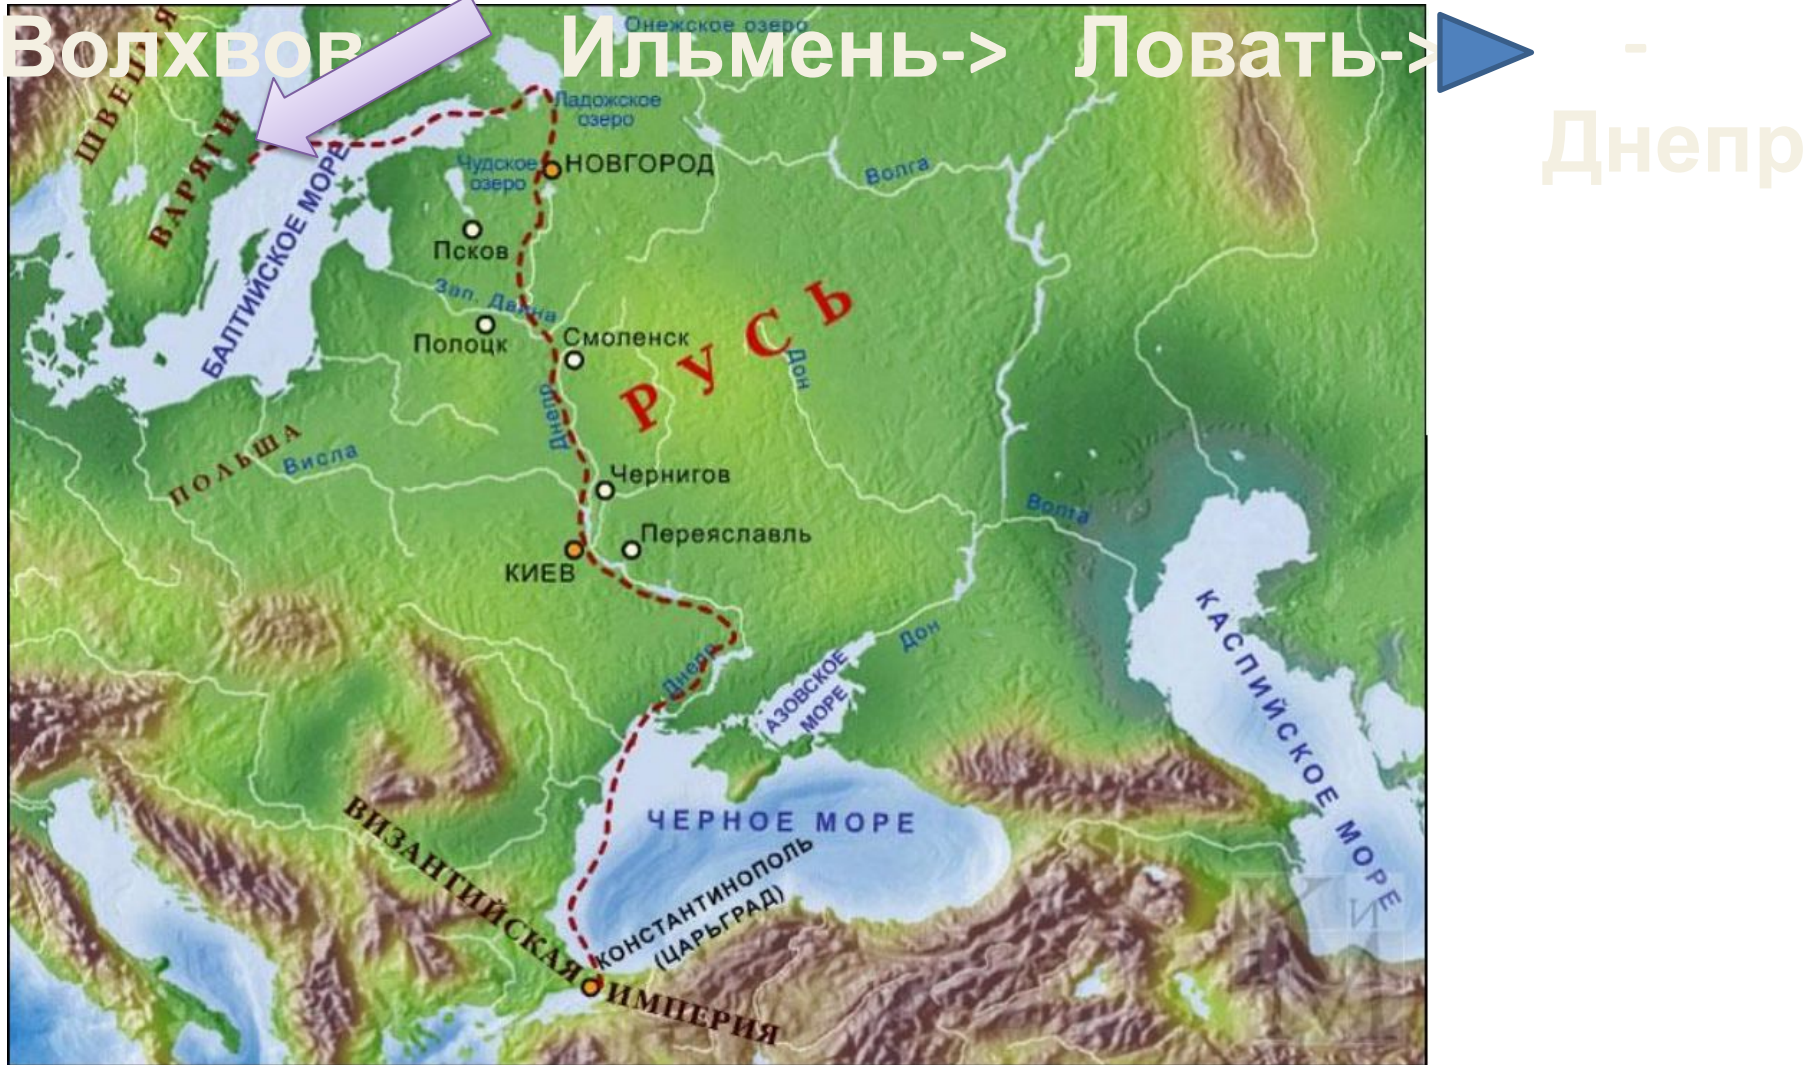 Волхвов
Ильмень->
Ловать->
-
Днепр
Онежское озеро
ШВЕЦИЯ
ВАРЯГИ
Ладожское
озеро
БАЛТИЙСКОЕ МОРЕ
Чудское
озеро
НОВГОРОД
Волга
Псков
Зап. Двина
Полоцк
Смоленск
РУСЬ
Дон
Днепр
ПОЛЬША
Висла
Чернигов
Волга
Переяславль
КИЕВ
Дон
Днепр
АЗОВСКОЕ
МОРЕ
КАСПИЙСКОЕ МОРЕ
ЧЕРНОЕ МОРЕ
ВИЗАНТИЙСКАЯ
ИМПЕРИЯ
КОНСТАНТИНОПОЛЬ
(ЦАРЬГРАД)
К
и
М